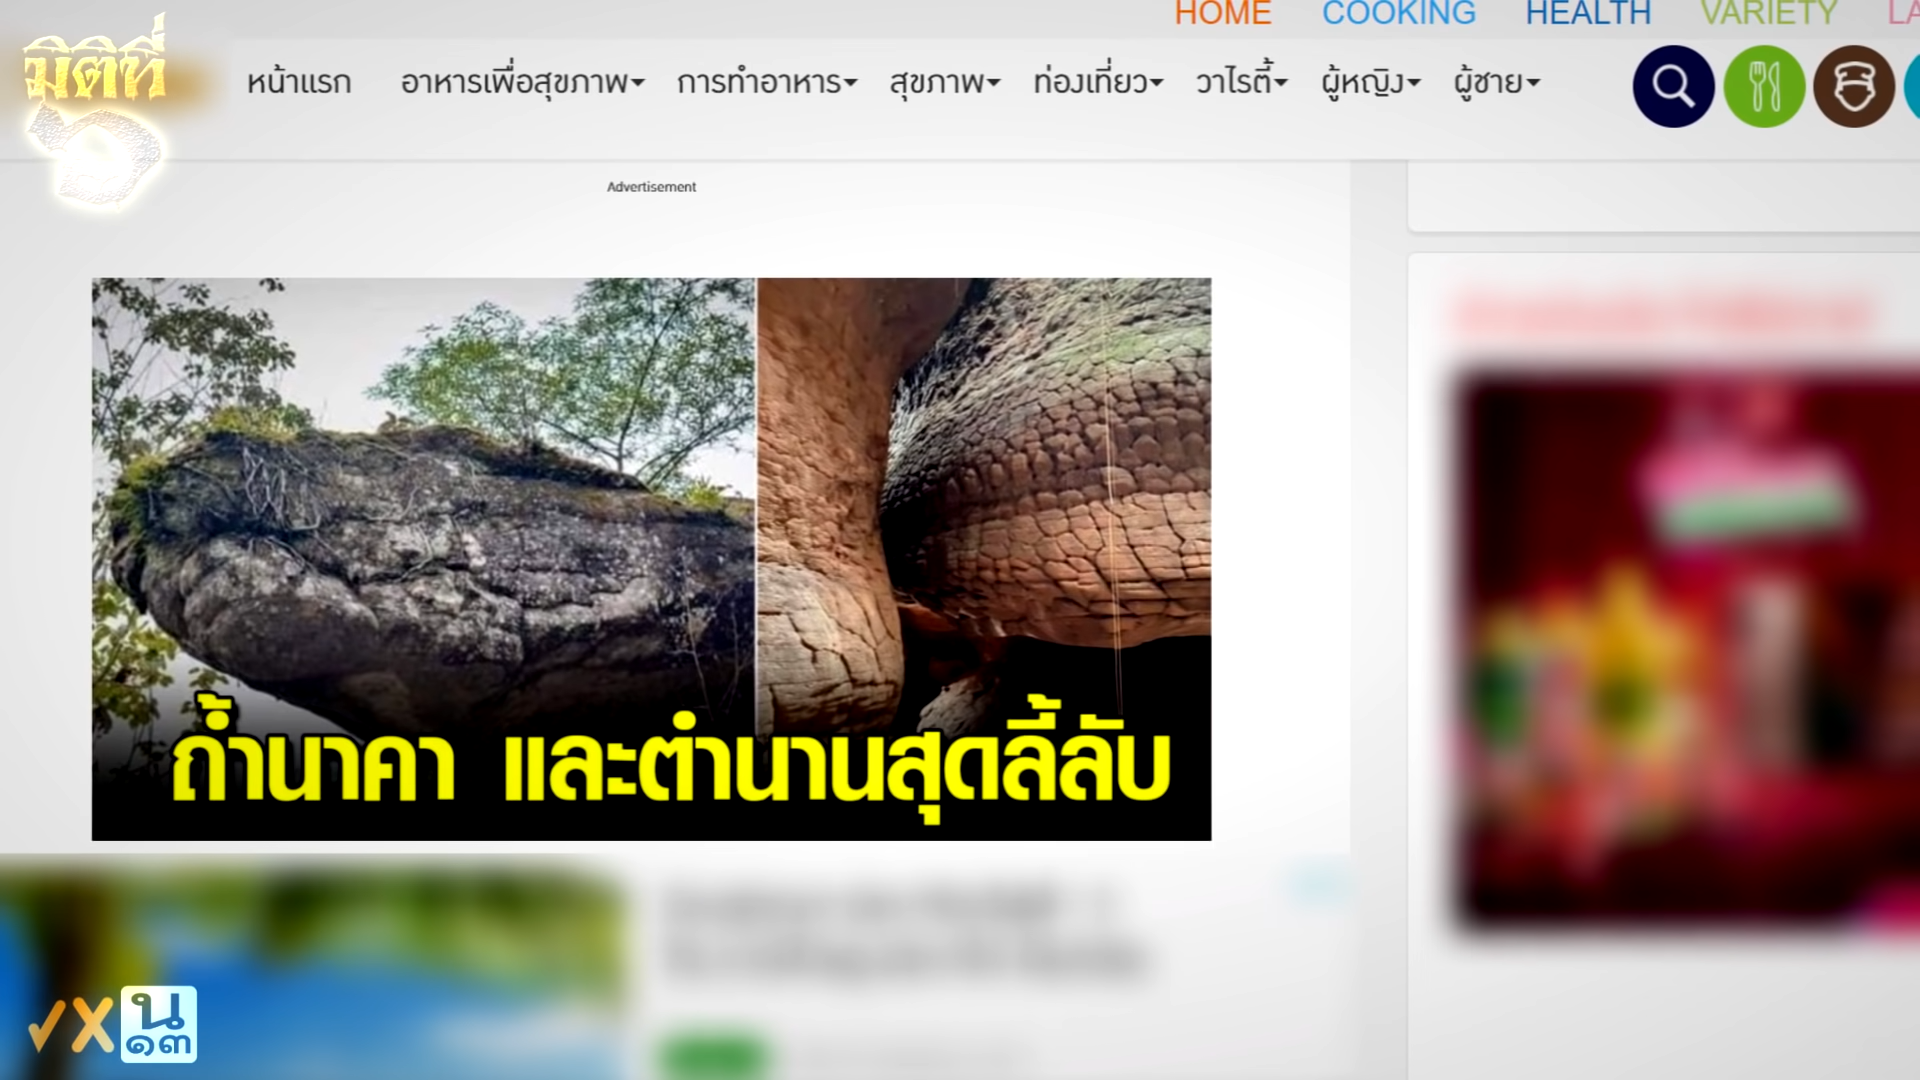 HOME COOKING HEALTH VARIETY
มิติที่
๖
หน้าแรก อาหารเพื่อสุขภาพ การทำอาหาร สุขภาพ ท่องเที่ยว วาไรตี้ ผู้หญิง ผู้ชาย
Advertisement
ถ้ำนาคา และตำนานสุดลี้ลับ
น
๑๓